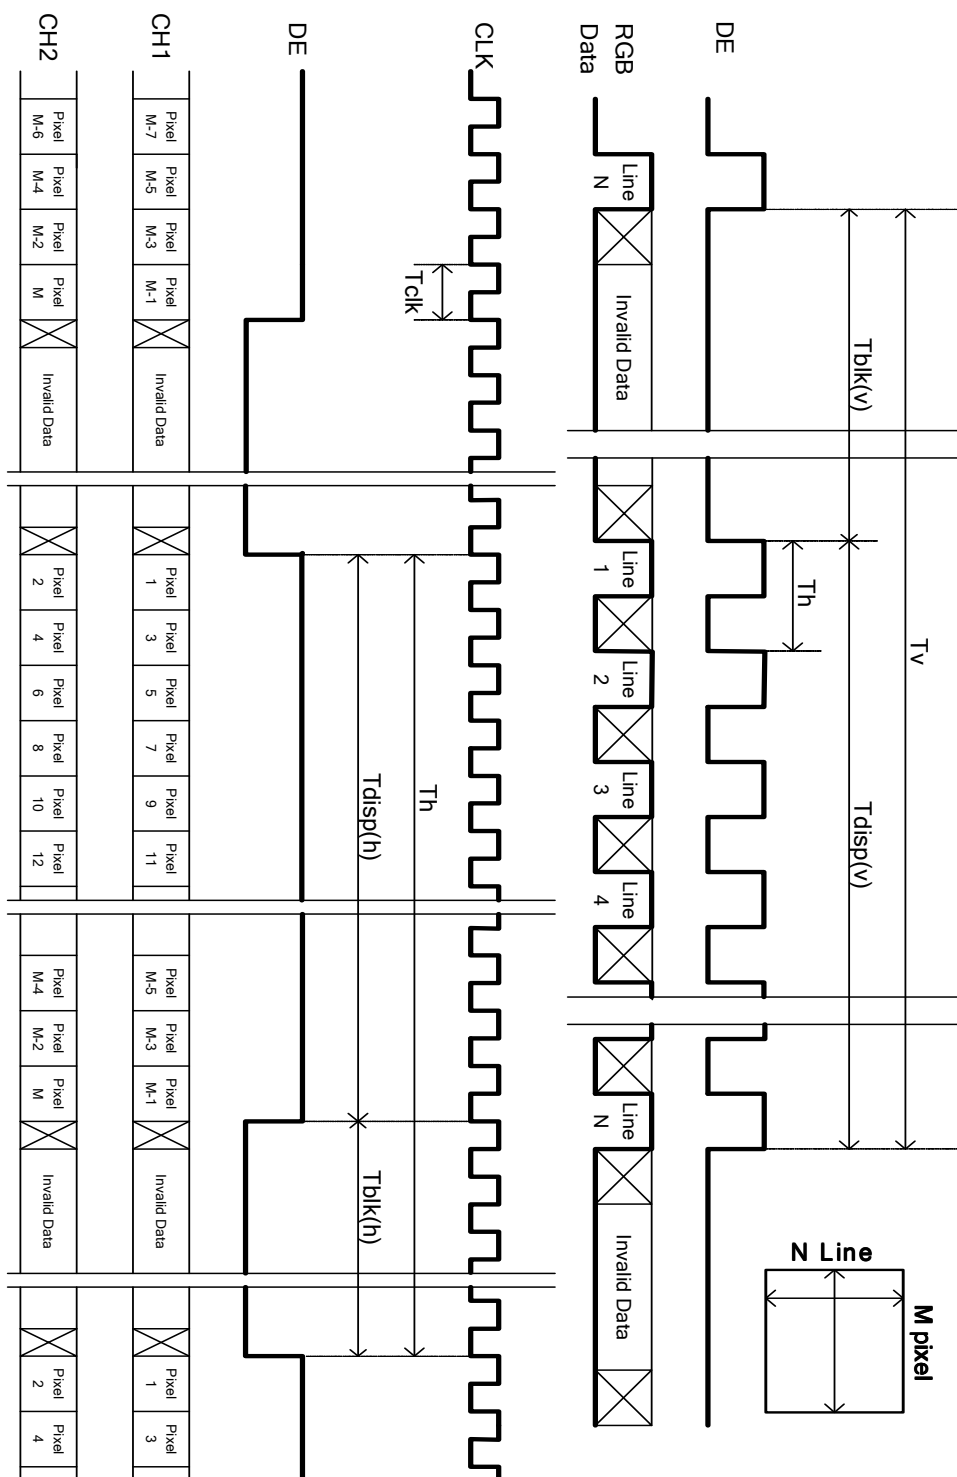 Tv
Tblk(v)
Tdisp(v)
Th
DE
RGB
Data
Line
N
Invalid Data
Line
1
Line
2
Line
3
Line
4
Line
N
Invalid Data
M pixel
N Line
CLK
Tclk
Th
Tdisp(h)
Tblk(h)
DE
CH1
Pixel
M-7
Pixel
M-5
Pixel
M-3
Pixel
M-1
Invalid Data
Pixel
1
Pixel
3
Pixel
5
Pixel
7
Pixel
9
Pixel
11
Pixel
M-5
Pixel
M-3
Pixel
M-1
Invalid Data
Pixel
1
Pixel
3
CH2
Pixel
M-6
Pixel
M-4
Pixel
M-2
Pixel
M
Invalid Data
Pixel
2
Pixel
4
Pixel
6
Pixel
8
Pixel
10
Pixel
12
Pixel
M-4
Pixel
M-2
Pixel
M
Invalid Data
Pixel
2
Pixel
4